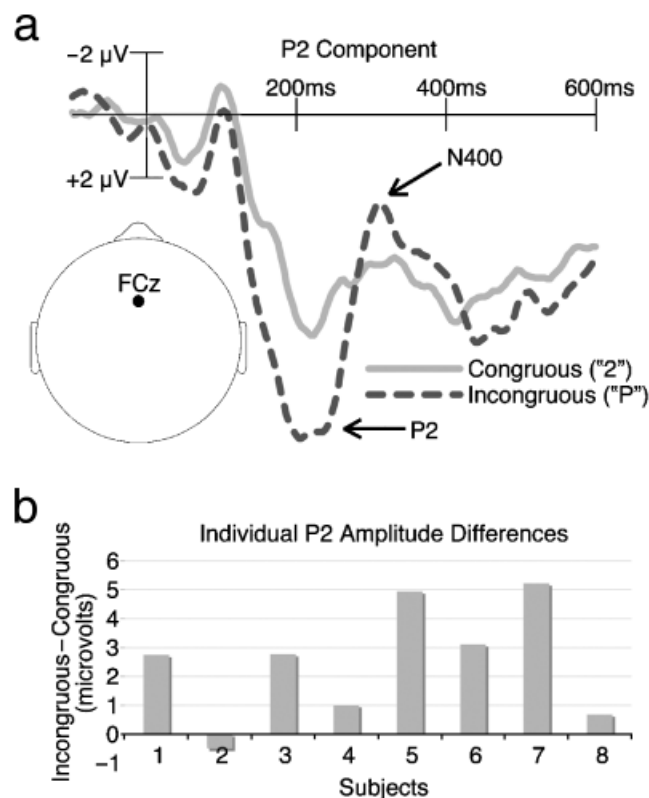 a
P2 Component
−2 µV
200ms 400ms 600ms
+2 µV
N400
FCz
Congruous ("2")
Incongruous ("P")
P2
b
Individual P2 Amplitude Differences
Incongruous−Congruous
(microvolts)
6
5
4
3
2
1
0
−1
1 2 3 4 5 6 7 8
Subjects